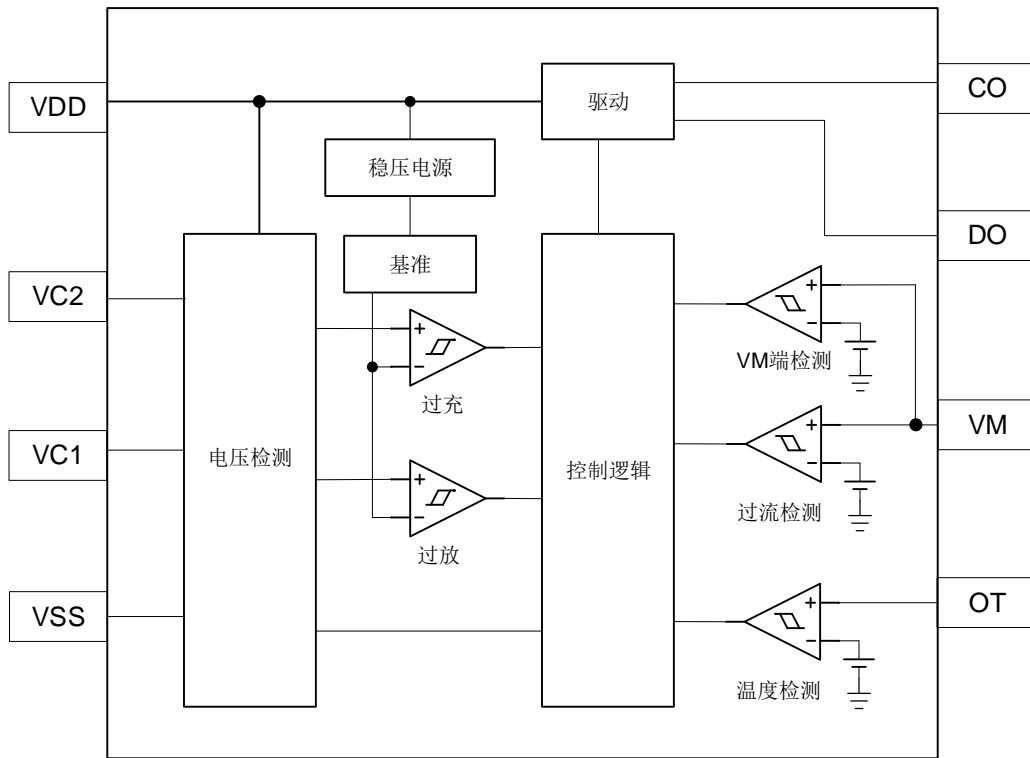 CO
VDD
驱动
稳压电源
DO
基准
VC2
+
-
+
-
VM端检测
过充
VC1
电压检测
控制逻辑
+
-
VM
+
-
过流检测
过放
VSS
+
-
OT
温度检测